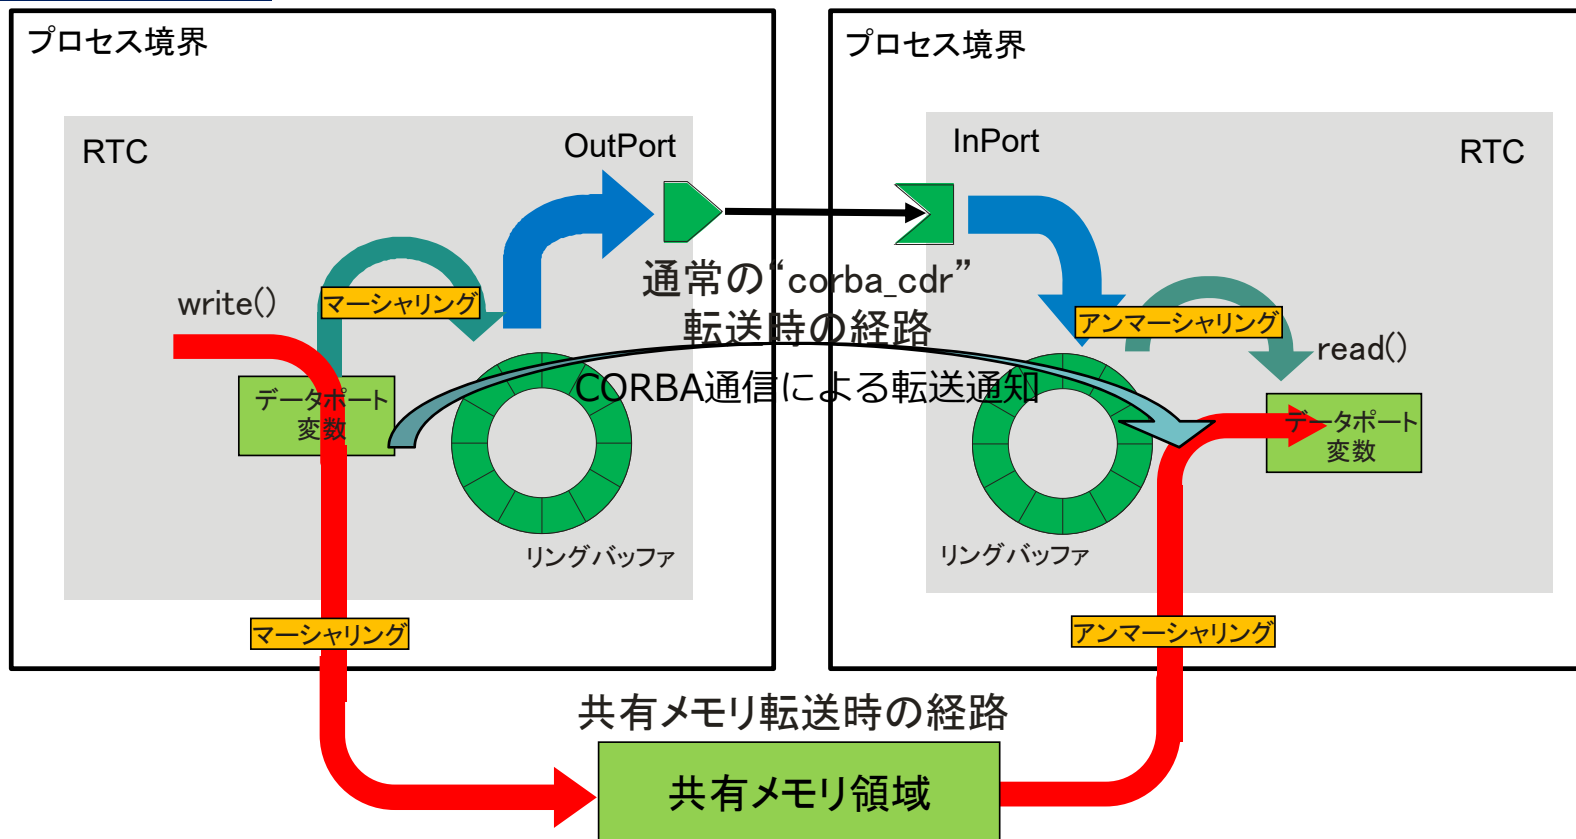 プロセス境界
プロセス境界
RTC
OutPort
InPort
RTC
通常の“corba_cdr”
転送時の経路
write()
マーシャリング
アンマーシャリング
read()
CORBA通信による転送通知
データポート
変数
データポート
変数
リングバッファ
リングバッファ
マーシャリング
アンマーシャリング
共有メモリ転送時の経路
共有メモリ領域